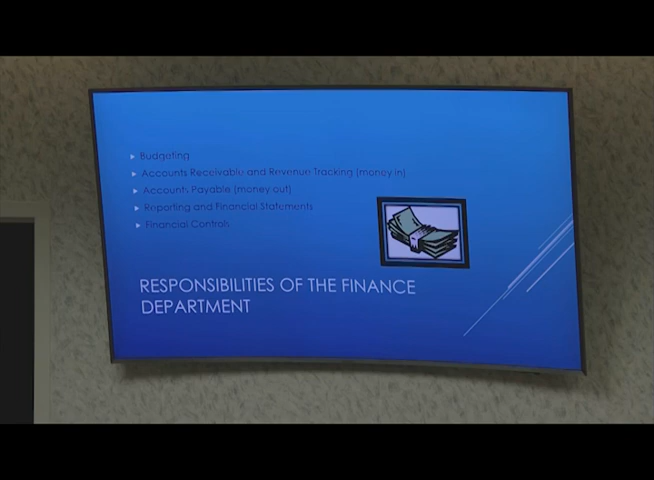 Budgeting
Accounts Receivable and Revenue Tracking (money in)
Accounts Payable (money out)
Reporting and Financial Statements
Financial Controls
RESPONSIBILITIES OF THE FINANCE
DEPARTMENT